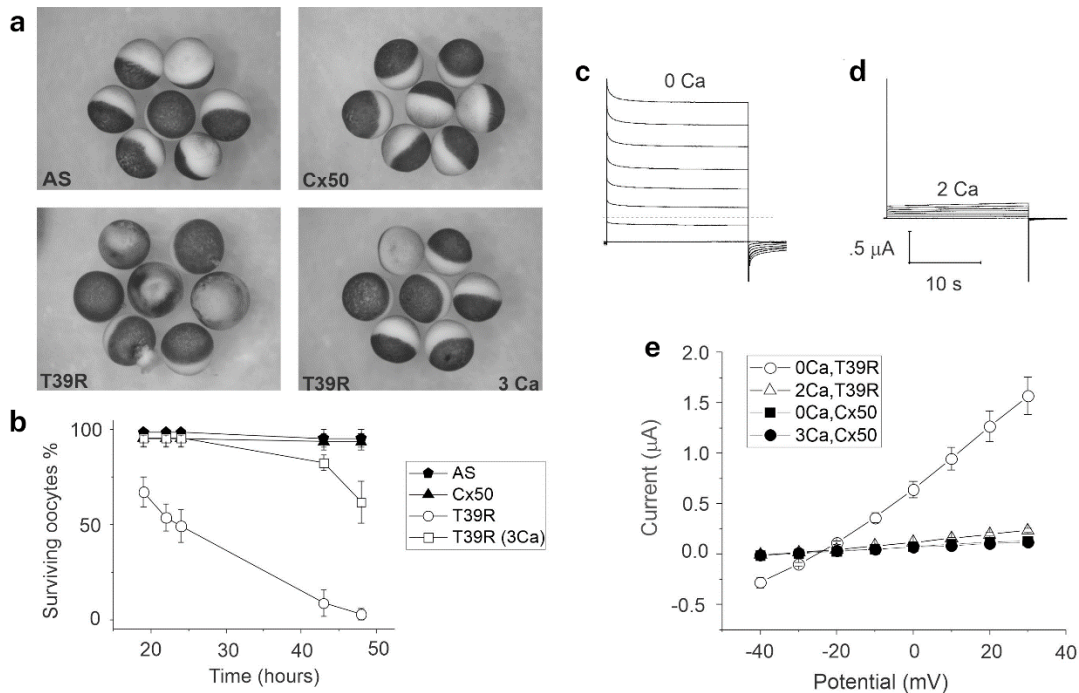 a
AS
Cx50
T39R
T39R 3 Ca
b
Surviving oocytes %
100
50
0
20 30 40 50
Time (hours)
AS
Cx50
T39R
T39R (3Ca)
c
0 Ca
d
2 Ca
.5 μA
10 s
e
Current (μA)
2.0
1.5
1.0
0.5
0.0
-0.5
-40 -20 0 20 40
Potential (mV)
0Ca,T39R
2Ca,T39R
0Ca,Cx50
3Ca,Cx50